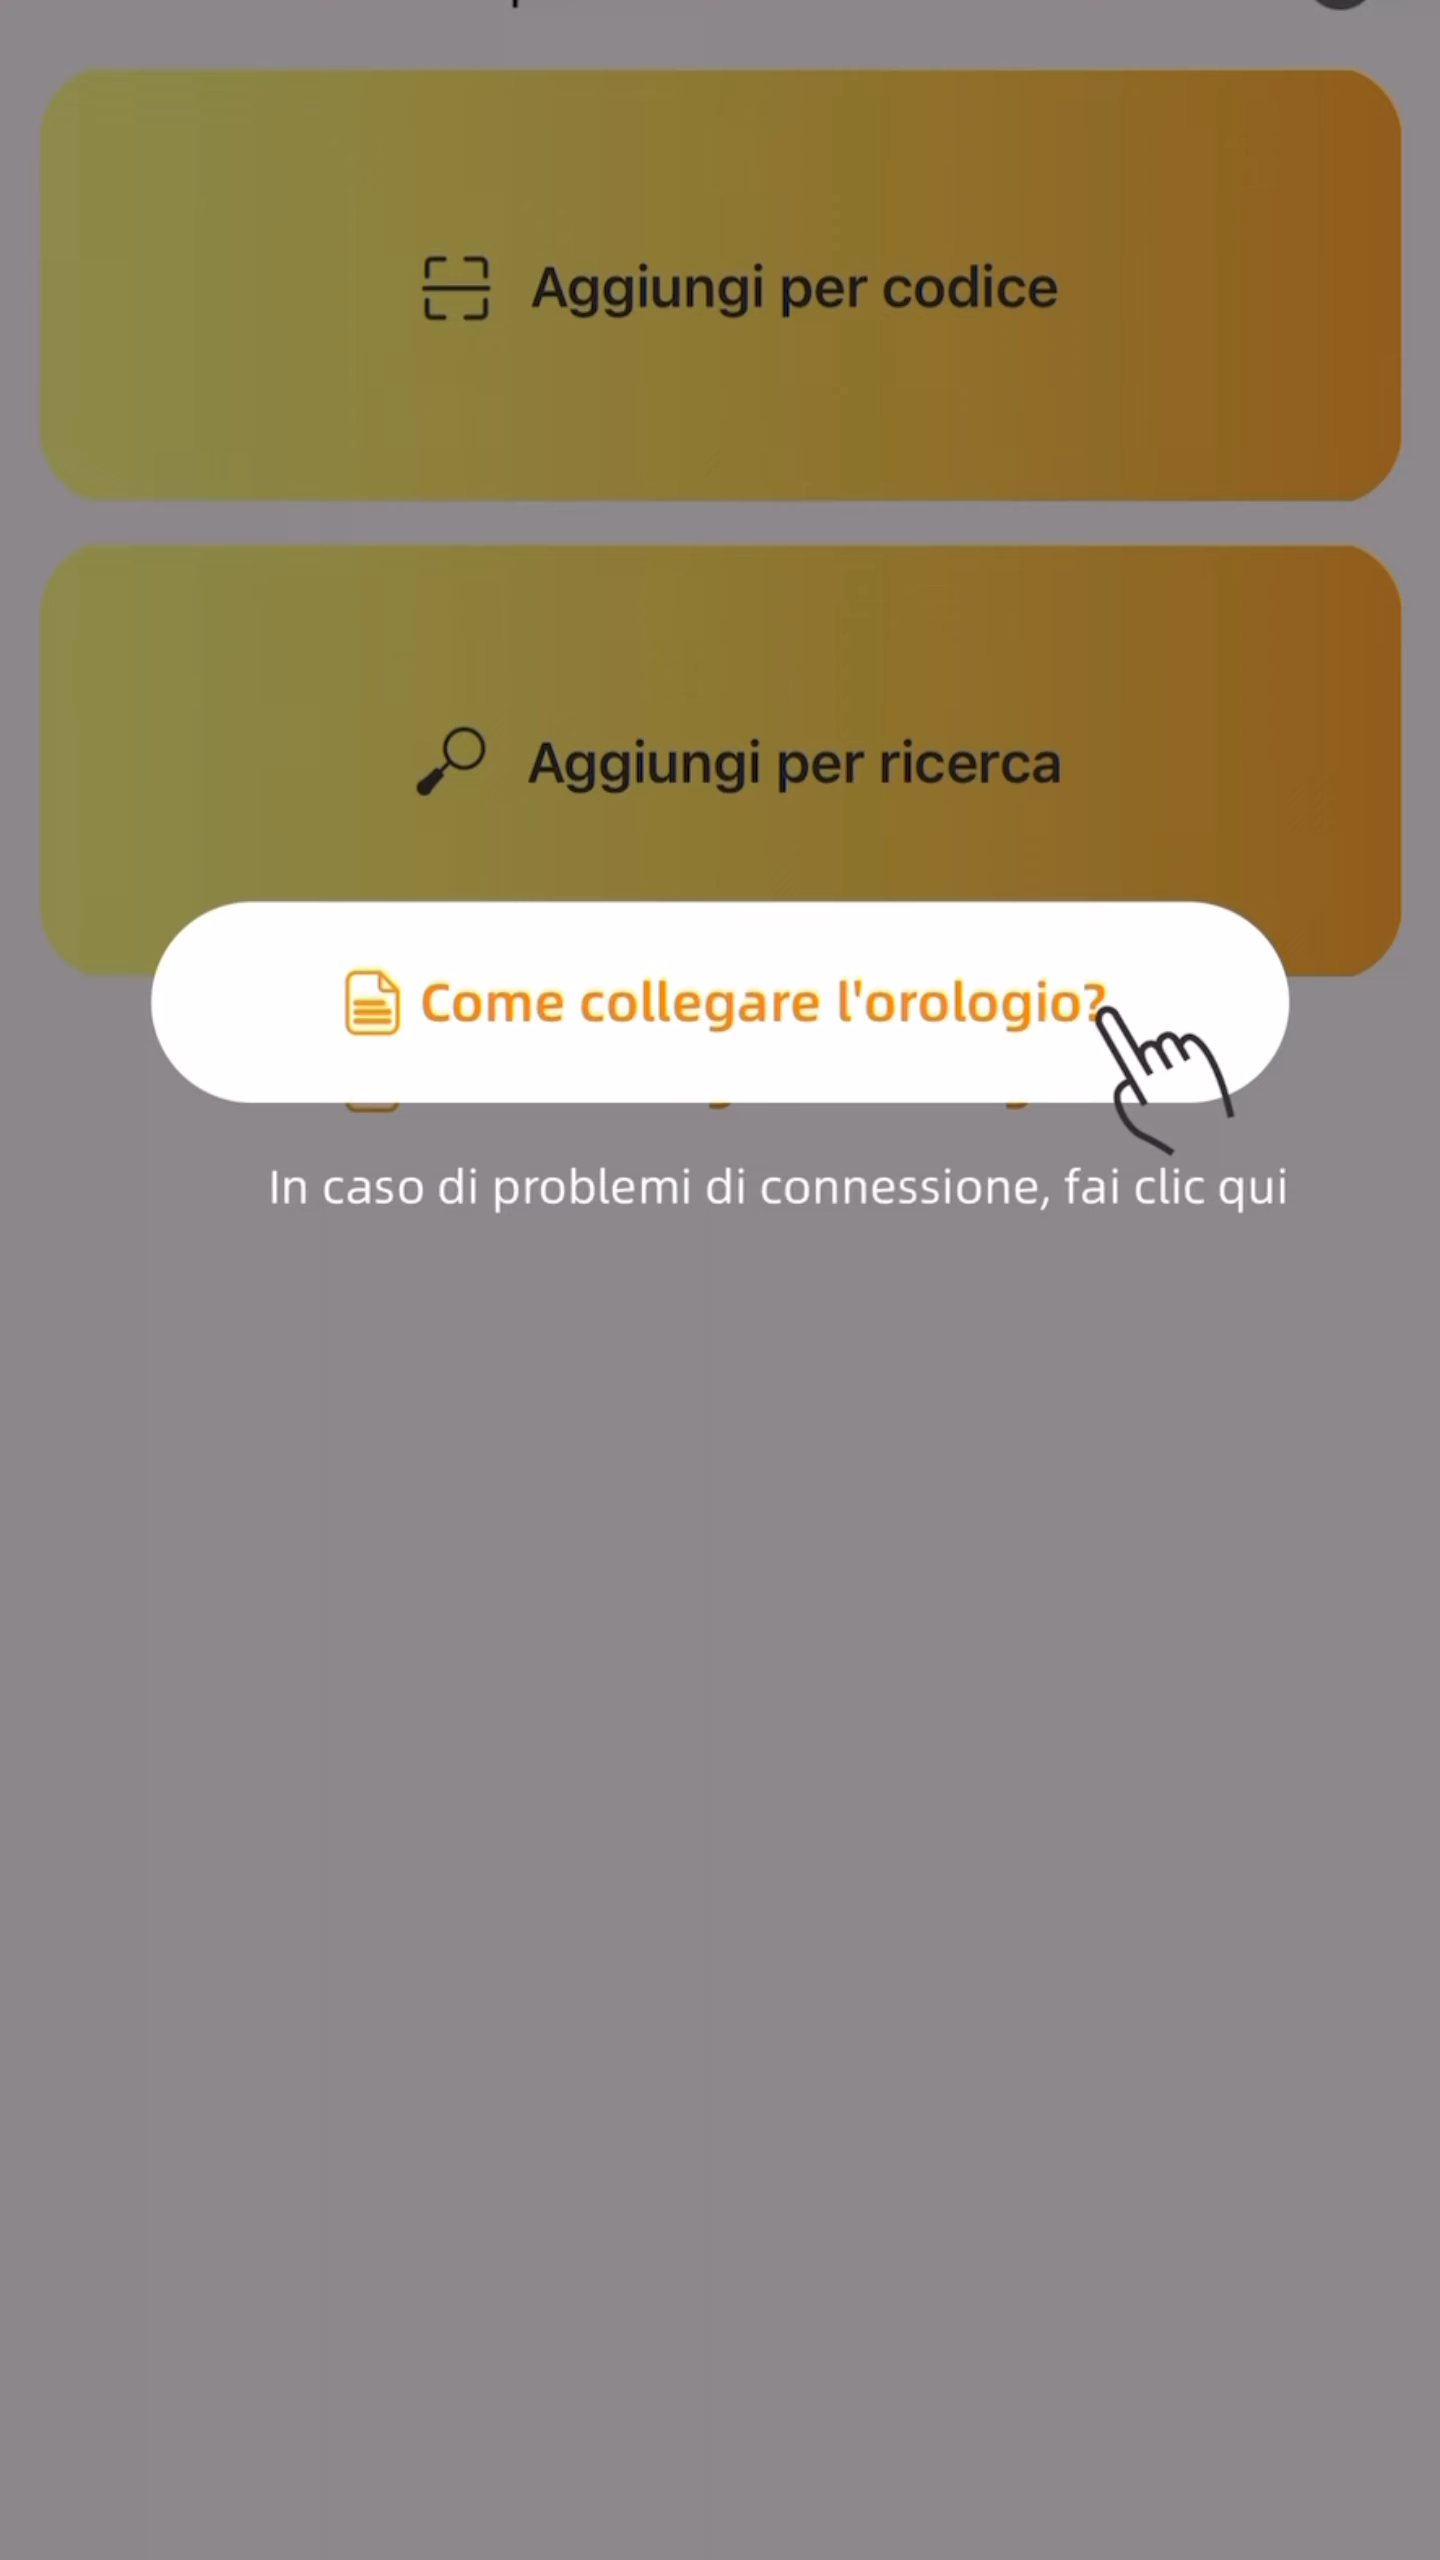 Aggiungi per codice
Aggiungi per ricerca
Come collegare l'orologio?
In caso di problemi di connessione, fai clic qui